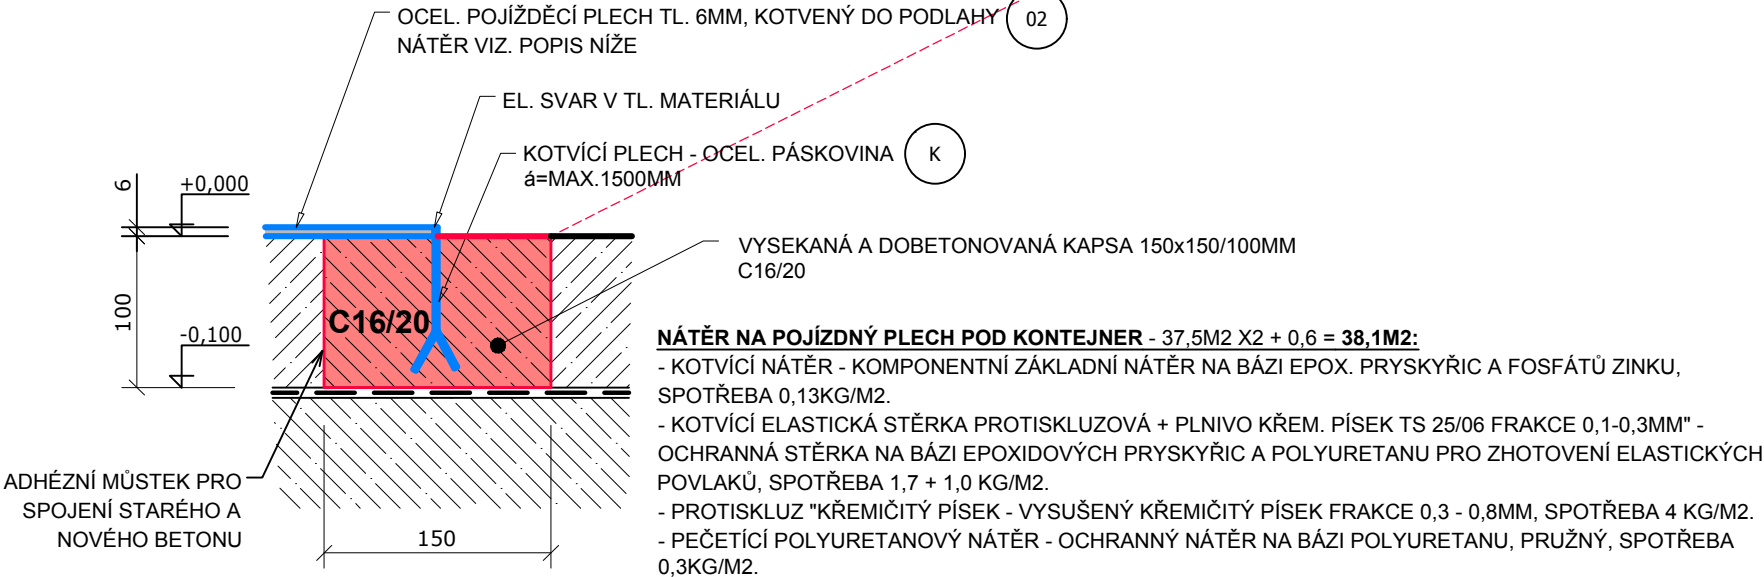 OCEL. POJÍŽDĚCÍ PLECH TL. 6MM, KOTVENÝ DO PODLAHY
NÁTĚR VIZ. POPIS NÍŽE
02
EL. SVAR V TL. MATERIÁLU
KOTVÍCÍ PLECH - OCEL. PÁSKOVINA
á=MAX.1500MM
K
6
+0,000
100
-0,100
C16/20
VYSEKANÁ A DOBETONOVANÁ KAPSA 150x150/100MM
C16/20
NÁTĚR NA POJÍZDNÝ PLECH POD KONTEJNER - 37,5M2 X2 + 0,6 = 38,1M2:
- KOTVÍCÍ NÁTĚR - KOMPONENTNÍ ZÁKLADNÍ NÁTĚR NA BÁZI EPOX. PRYSKYŘIC A FOSFÁTŮ ZINKU,
SPOTŘEBA 0,13KG/M2.
- KOTVÍCÍ ELASTICKÁ STĚRKA PROTISKLUZOVÁ + PLNIVO KŘEM. PÍSEK TS 25/06 FRAKCE 0,1-0,3MM" -
OCHRANNÁ STĚRKA NA BÁZI EPOXIDOVÝCH PRYSKYŘIC A POLYURETANU PRO ZHOTOVENÍ ELASTICKÝCH
POVLAKŮ, SPOTŘEBA 1,7 + 1,0 KG/M2.
- PROTISKLUZ "KŘEMIČITÝ PÍSEK - VYSUŠENÝ KŘEMIČITÝ PÍSEK FRAKCE 0,3 - 0,8MM, SPOTŘEBA 4 KG/M2.
- PEČETÍCÍ POLYURETANOVÝ NÁTĚR - OCHRANNÝ NÁTĚR NA BÁZI POLYURETANU, PRUŽNÝ, SPOTŘEBA
0,3KG/M2.
ADHÉZNÍ MŮSTEK PRO
SPOJENÍ STARÉHO A
NOVÉHO BETONU
150